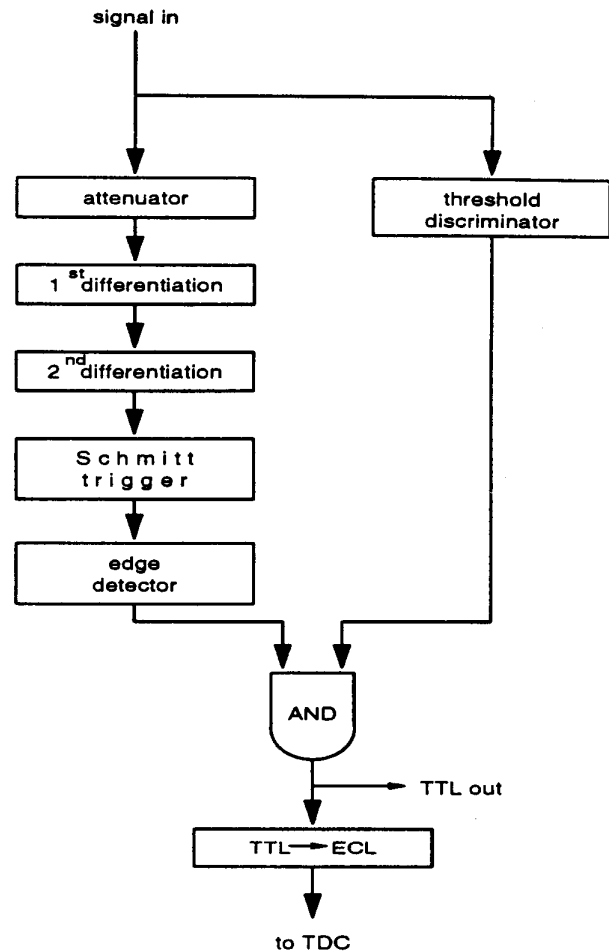 signal in
attenuator
threshold
discriminator
1st differentiation
2nd differentiation
Schmitt
trigger
edge
detector
AND
TTL out
TTL → ECL
to TDC